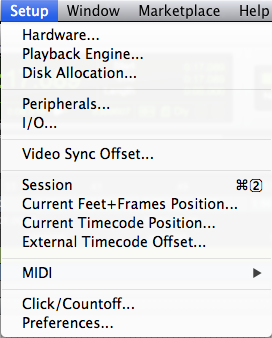 Setup Window Marketplace Help
Hardware...
Playback Engine...
Disk Allocation...
Peripherals...
I/O...
Video Sync Offset...
Session ⌘2
Current Feet+Frames Position...
Current Timecode Position...
External Timecode Offset...
MIDI
Click/Countoff...
Preferences...